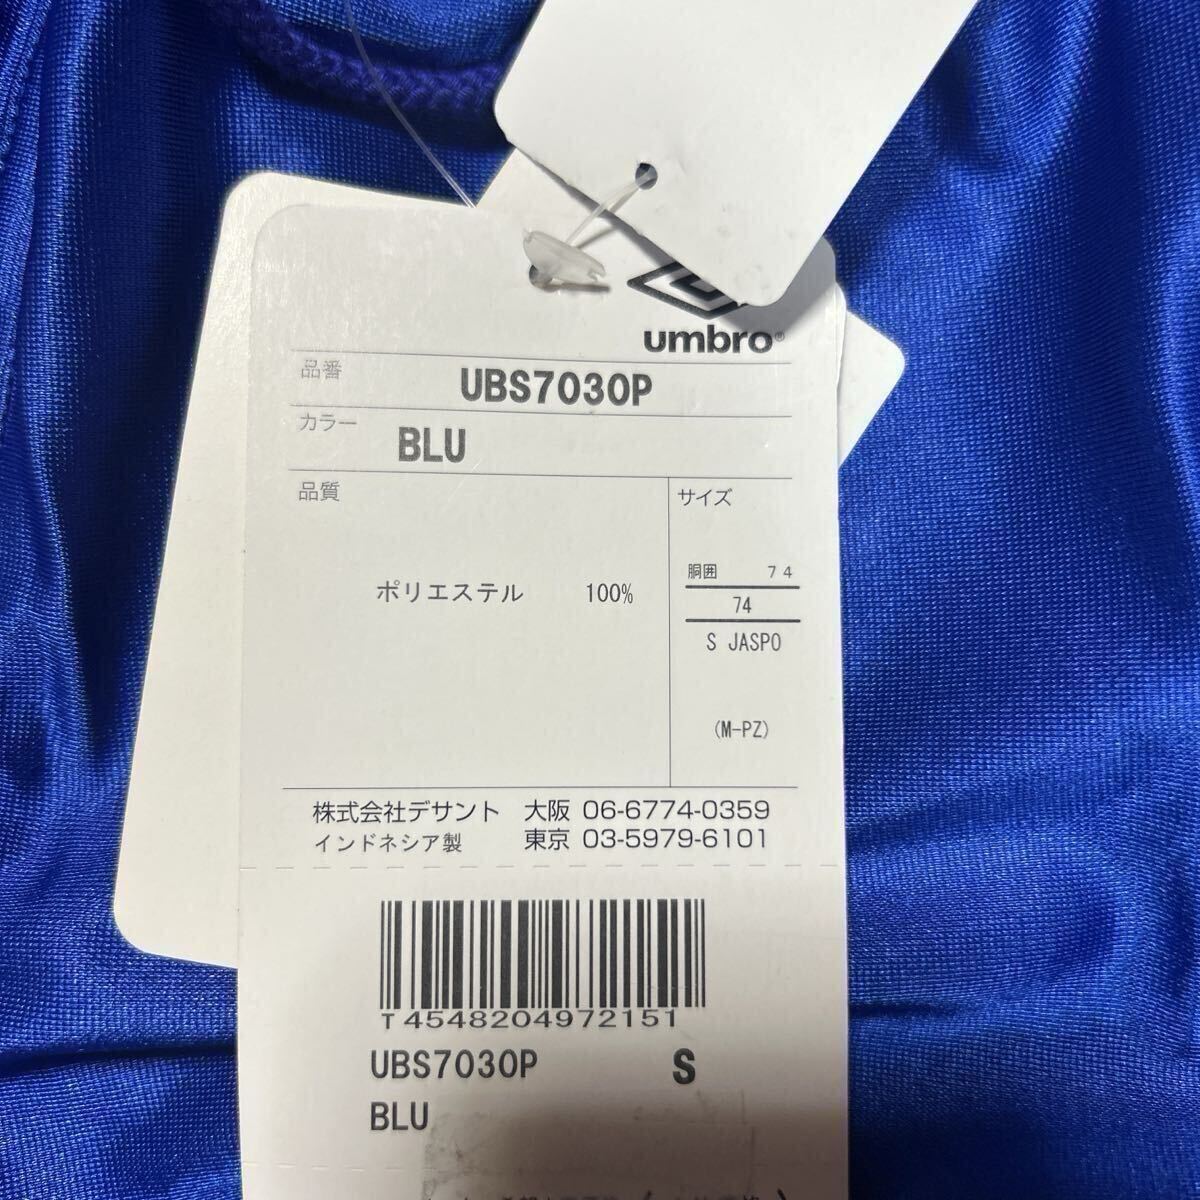 umbro®
品番 UBS7030P
カラー BLU
品質 サイズ
ポリエステル 100%
胴囲 74
74
S JASPO
(M-PZ)
株式会社デサント 大阪 06-6774-0359
インドネシア製 東京 03-5979-6101
T4548204972151
UBS7030P S
BLU